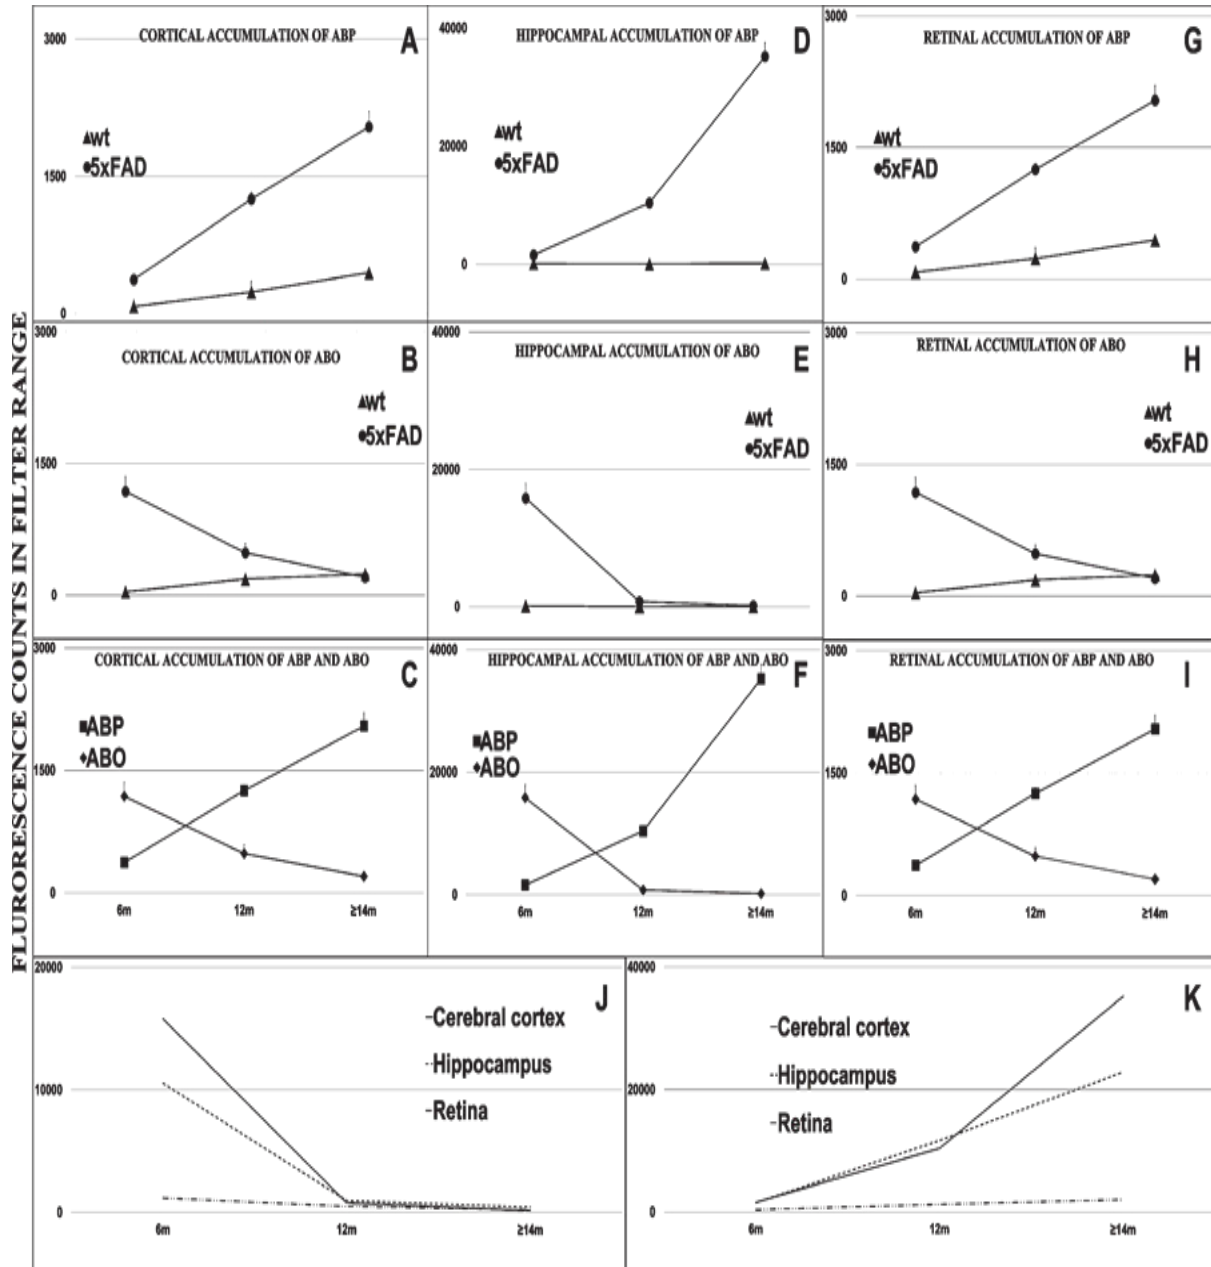 FLURORESCENCE COUNTS IN FILTER RANGE
CORTICAL ACCUMULATION OF ABP
A
3000
1500
0
wt
5xFAD
HIPPOCAMPAL ACCUMULATION OF ABP
D
40000
20000
0
wt
5xFAD
RETINAL ACCUMULATION OF ABP
G
3000
1500
0
wt
5xFAD
CORTICAL ACCUMULATION OF ABO
B
3000
1500
0
wt
5xFAD
HIPPOCAMPAL ACCUMULATION OF ABO
E
40000
20000
0
wt
5xFAD
RETINAL ACCUMULATION OF ABO
H
3000
1500
0
wt
5xFAD
CORTICAL ACCUMULATION OF ABP AND ABO
C
3000
1500
0
ABP
ABO
6m 12m ≥14m
HIPPOCAMPAL ACCUMULATION OF ABP AND ABO
F
40000
20000
0
ABP
ABO
6m 12m ≥14m
RETINAL ACCUMULATION OF ABP AND ABO
I
3000
1500
0
ABP
ABO
6m 12m ≥14m
J
20000
10000
0
Cerebral cortex
Hippocampus
Retina
6m 12m ≥14m
K
40000
20000
0
Cerebral cortex
Hippocampus
Retina
6m 12m ≥14m